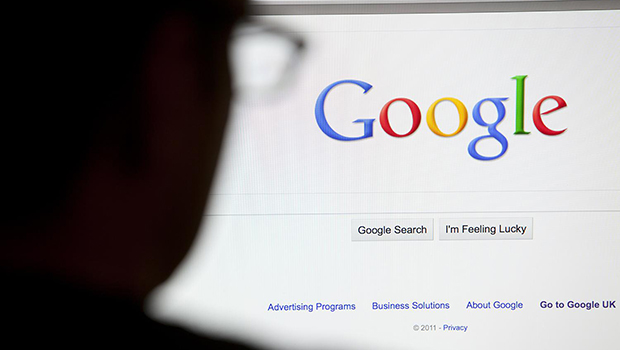 Google
Google Search I'm Feeling Lucky
Advertising Programs Business Solutions About Google Go to Google UK
© 2011 - Privacy